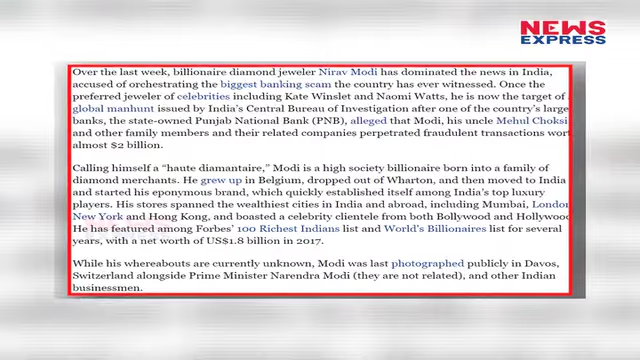 NEWS
EXPRESS
Over the last week, billionaire diamond jeweler Nirav Modi has dominated the news in India,
accused of orchestrating the biggest banking scam the country has ever witnessed. Once the
preferred jeweler of celebrities including Kate Winslet and Naomi Watts, he is now the target of a
global manhunt issued by India's Central Bureau of Investigation after one of the country's large
banks, the state-owned Punjab National Bank (PNB), alleged that Modi, his uncle Mehul Choksi
and other family members and their related companies perpetrated fraudulent transactions wort
almost $2 billion.
Calling himself a “haute diamantaire,” Modi is a high society billionaire born into a family of
diamond merchants. He grew up in Belgium, dropped out of Wharton, and then moved to India
and started his eponymous brand, which quickly established itself among India's top luxury
players. His stores spanned the wealthiest cities in India and abroad, including Mumbai, London
New York and Hong Kong, and boasted a celebrity clientele from both Bollywood and Hollywood
He has featured among Forbes' 100 Richest Indians list and World's Billionaires list for several
years, with a net worth of US$1.8 billion in 2017.
While his whereabouts are currently unknown, Modi was last photographed publicly in Davos,
Switzerland alongside Prime Minister Narendra Modi (they are not related), and other Indian
businessmen.